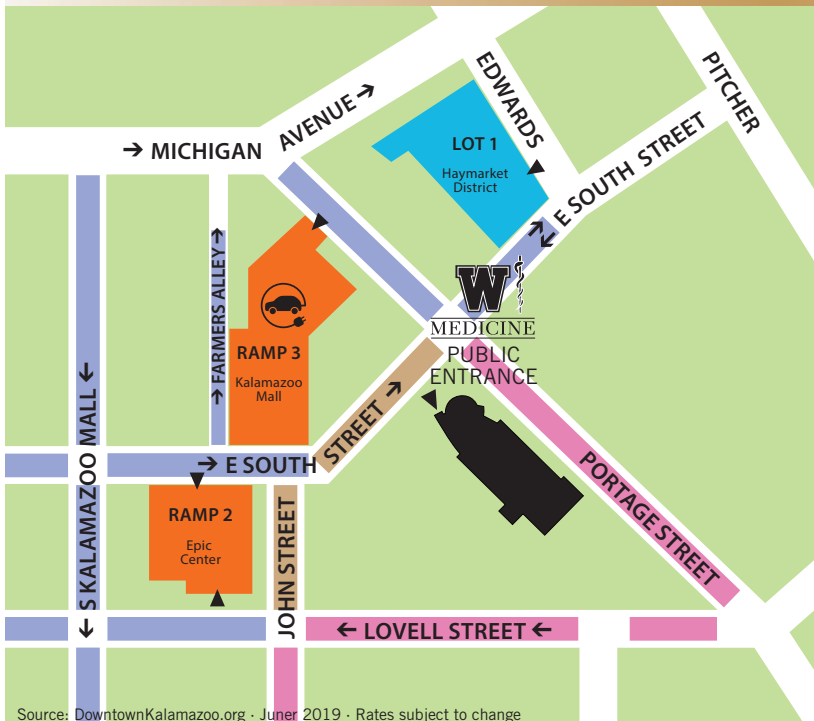 EDWARDS
PITCHER
→ MICHIGAN AVENUE →
LOT 1
Haymarket
District
E SOUTH STREET
→ FARMERS ALLEY →
W
MEDICINE
PUBLIC
ENTRANCE
RAMP 3
Kalamazoo
Mall
← S KALAMAZOO MALL ←
→ E SOUTH STREET →
RAMP 2
Epic
Center
JOHN STREET
PORTAGE STREET
← LOVELL STREET ←
Source: DowntownKalamazoo.org · Juner 2019 · Rates subject to change